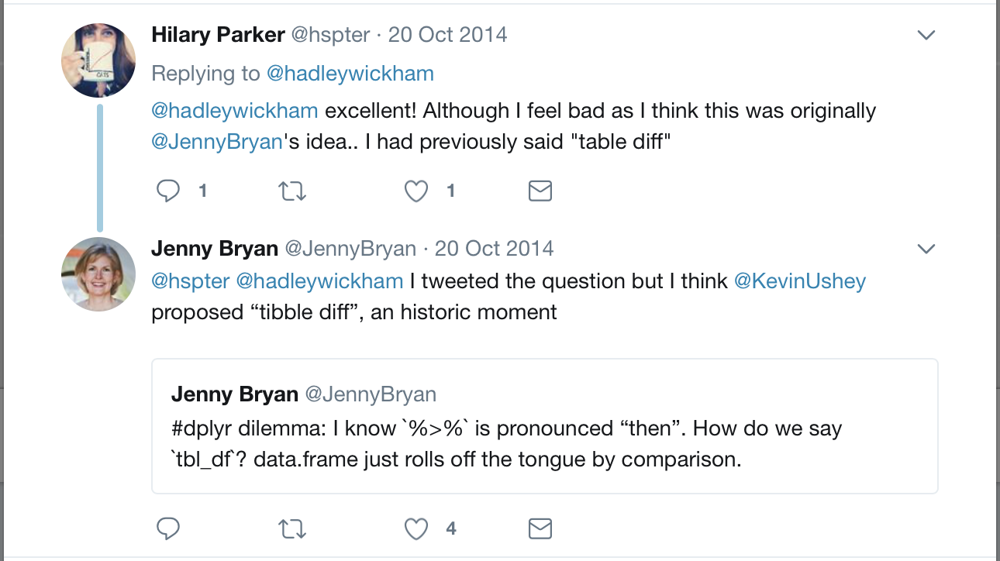 Hilary Parker @hspter · 20 Oct 2014
Replying to @hadleywickham
@hadleywickham excellent! Although I feel bad as I think this was originally
@JennyBryan's idea.. I had previously said "table diff"
1 1
Jenny Bryan @JennyBryan · 20 Oct 2014
@hspter @hadleywickham I tweeted the question but I think @KevinUshey
proposed “tibble diff”, an historic moment
Jenny Bryan @JennyBryan
#dplyr dilemma: I know `%>%` is pronounced “then”. How do we say
`tbl_df`? data.frame just rolls off the tongue by comparison.
4